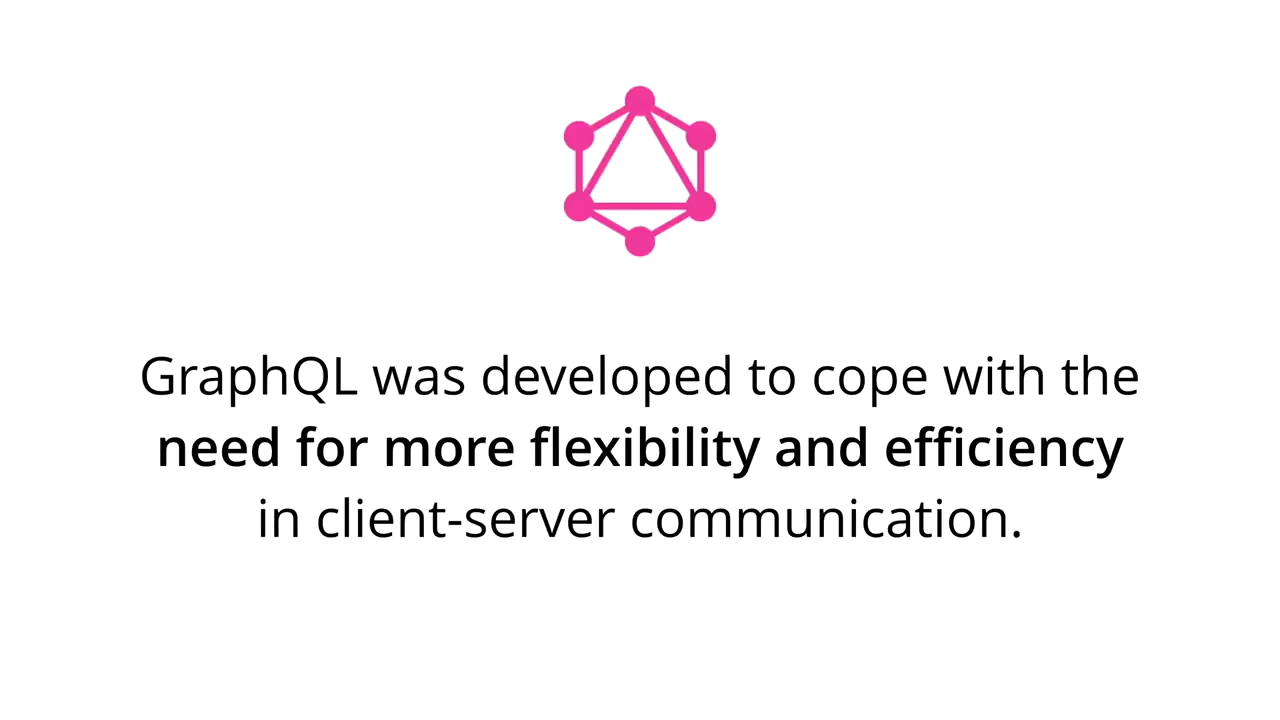 GraphQL was developed to cope with the
need for more flexibility and efficiency
in client-server communication.